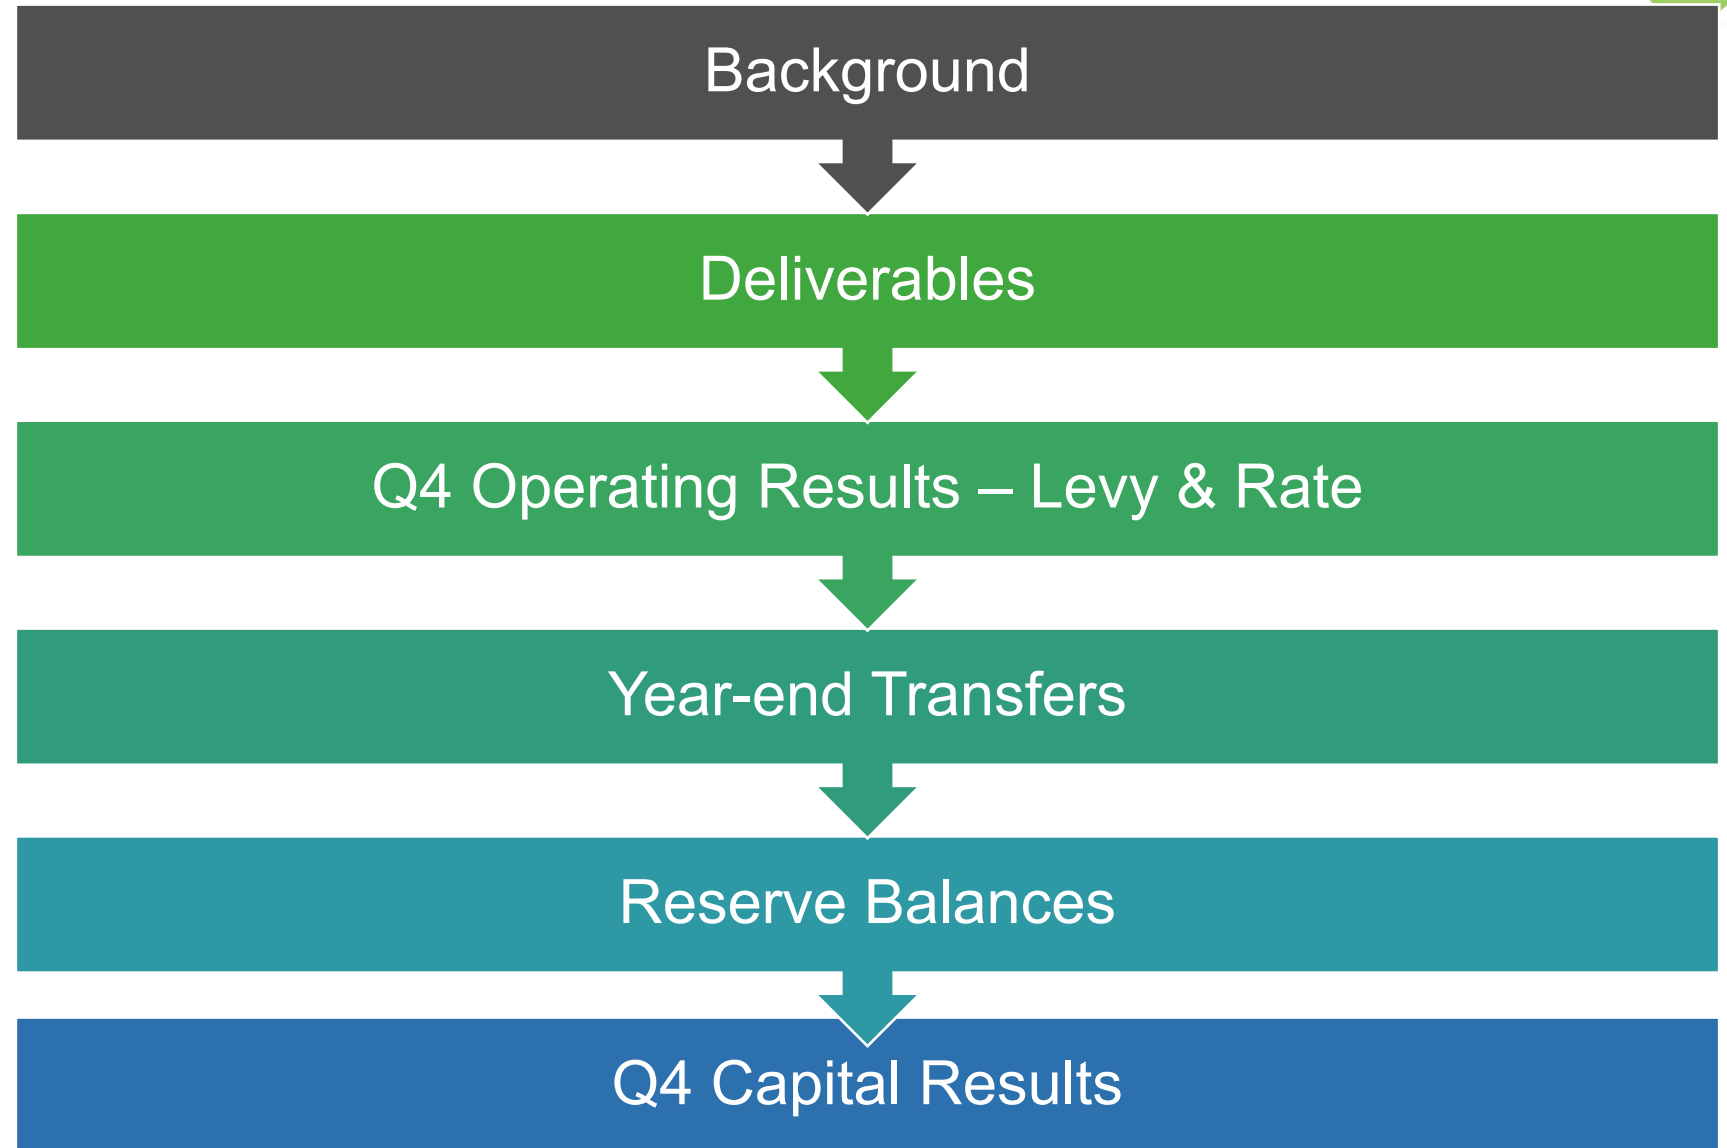 Background
Deliverables
Q4 Operating Results – Levy & Rate
Year-end Transfers
Reserve Balances
Q4 Capital Results